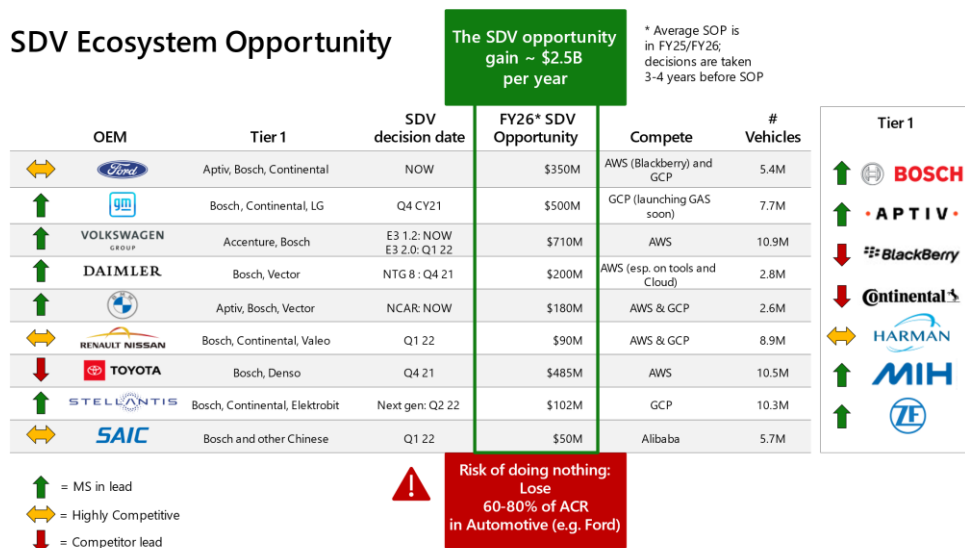 SDV Ecosystem Opportunity
The SDV opportunity
gain ~ $2.5B
per year
* Average SOP is
in FY25/FY26;
decisions are taken
3-4 years before SOP
OEM
Tier 1
SDV
decision date
FY26* SDV
Opportunity
Compete
#
Vehicles
Ford
Aptiv, Bosch, Continental
NOW
$350M
AWS (Blackberry) and
GCP
5.4M
gm
Bosch, Continental, LG
Q4 CY21
$500M
GCP (launching GAS
soon)
7.7M
VOLKSWAGEN
GROUP
Accenture, Bosch
E3 1.2: NOW
E3 2.0: Q1 22
$710M
AWS
10.9M
DAIMLER
Bosch, Vector
NTG 8 : Q4 21
$200M
AWS (esp. on tools and
Cloud)
2.8M
Aptiv, Bosch, Vector
NCAR: NOW
$180M
AWS & GCP
2.6M
RENAULT NISSAN
Bosch, Continental, Valeo
Q1 22
$90M
AWS & GCP
8.9M
TOYOTA
Bosch, Denso
Q4 21
$485M
AWS
10.5M
STELLANTIS
Bosch, Continental, Elektrobit
Next gen: Q2 22
$102M
GCP
10.3M
SAIC
Bosch and other Chinese
Q1 22
$50M
Alibaba
5.7M
Tier 1
BOSCH
• APTIV •
BlackBerry
Continental
HARMAN
MIH
ZF
= MS in lead
= Highly Competitive
= Competitor lead
!
Risk of doing nothing:
Lose
60-80% of ACR
in Automotive (e.g. Ford)